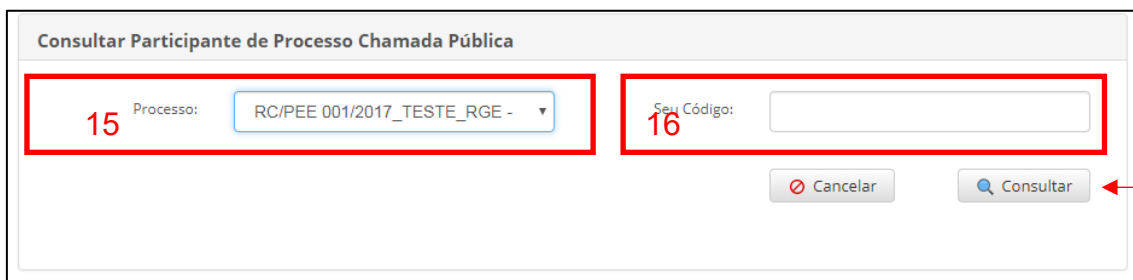 Consultar Participante de Processo Chamada Pública
15 Processo: RC/PEE 001/2017_TESTE_RGE - 16 Seu Código:
Cancelar Consultar